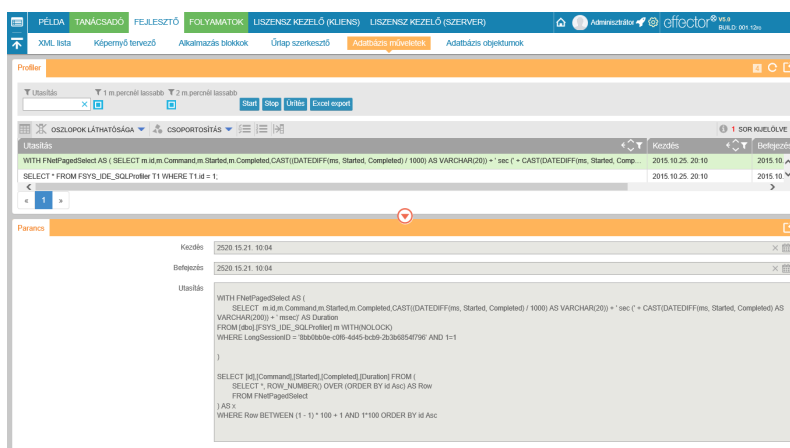 PÉLDA TANÁCSADÓ FEJLESZTŐ FOLYAMATOK LISZENSZ KEZELŐ (KLIENS) LISZENSZ KEZELŐ (SZERVER) Adminisztrátor effector® V5.0
BUILD: 001.
XML lista Képernyő tervező Alkalmazás blokkok Űrlap szerkesztő Adatbázis műveletek Adatbázis objektumok
Profiler
Utasítás 1 m.percnél lassabb 2 m.percnél lassabb
Start Stop Ürítés Excel export
OSZLOPOK LÁTHATÓSÁGA CSOPORTOSÍTÁS 1 SOR KIJELÖLVE
Utasítás Kezdés Befejezés
WITH FNetPagedSelect AS ( SELECT m.id,m.Command,m.Started,m.Completed,CAST((DATEDIFF(ms, Started, Completed) / 1000) AS VARCHAR(20)) + ' sec (' + CAST(DATEDIFF(ms, Started, Comp... 2015.10.25. 20:10 2015.10.
SELECT * FROM FSYS_IDE_SQLProfiler T1 WHERE T1.id = 1; 2015.10.25. 20:10 2015.10.
« 1 »
Parancs
Kezdés 2520.15.21. 10:04
Befejezés 2520.15.21. 10:04
Utasítás
WITH FNetPagedSelect AS (
SELECT m.id,m.Command,m.Started,m.Completed,CAST((DATEDIFF(ms, Started, Completed) / 1000) AS VARCHAR(20)) + ' sec (' + CAST(DATEDIFF(ms, Started, Completed) AS
VARCHAR(200)) + ' msec)' AS Duration
FROM [dbo].[FSYS_IDE_SQLProfiler] m WITH(NOLOCK)
WHERE LongSessionID = '8bb0bb0e-c0f6-4d45-bcb9-2b3b6854f796' AND 1=1
)
SELECT [id],[Command],[Started],[Completed],[Duration] FROM (
SELECT *, ROW_NUMBER() OVER (ORDER BY id Asc) AS Row
FROM FNetPagedSelect
) AS x
WHERE Row BETWEEN (1 - 1) * 100 + 1 AND 1*100 ORDER BY id Asc